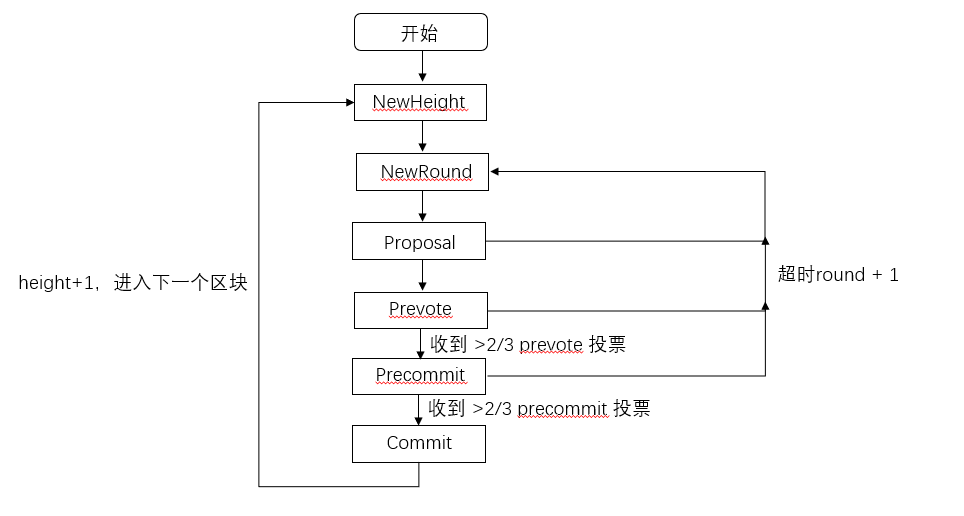 开始
NewHeight
NewRound
Proposal
height+1,进入下一个区块
超时round + 1
Prevote
收到 >2/3 prevote 投票
Precommit
收到 >2/3 precommit 投票
Commit